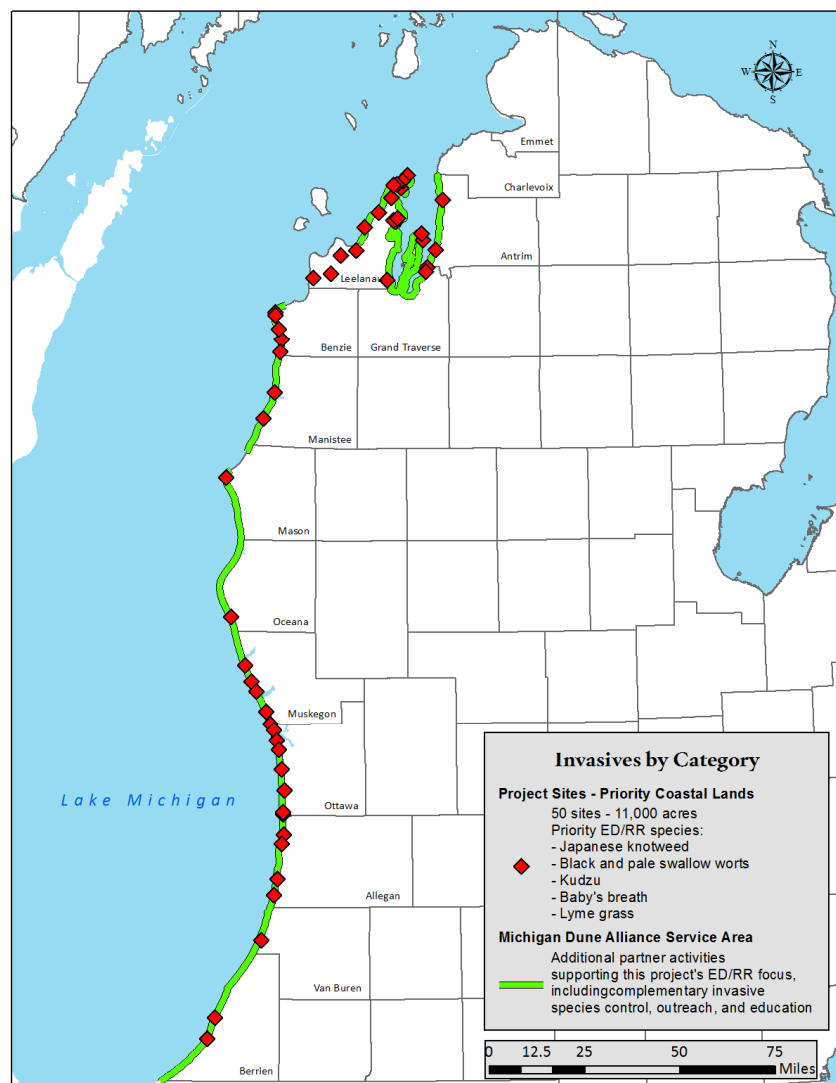 N
W E
S
Emmet
Charlevoix
Antrim
Leelanau
Benzie
Grand Traverse
Manistee
Mason
Oceana
Muskegon
Lake Michigan
Ottawa
Allegan
Van Buren
Berrien
Invasives by Category
Project Sites - Priority Coastal Lands
50 sites - 11,000 acres
Priority ED/RR species:
- Japanese knotweed
- Black and pale swallow worts
- Kudzu
- Baby's breath
- Lyme grass
Michigan Dune Alliance Service Area
Additional partner activities
supporting this project's ED/RR focus,
includingcomplementary invasive
species control, outreach, and education
0 12.5 25 50 75
Miles